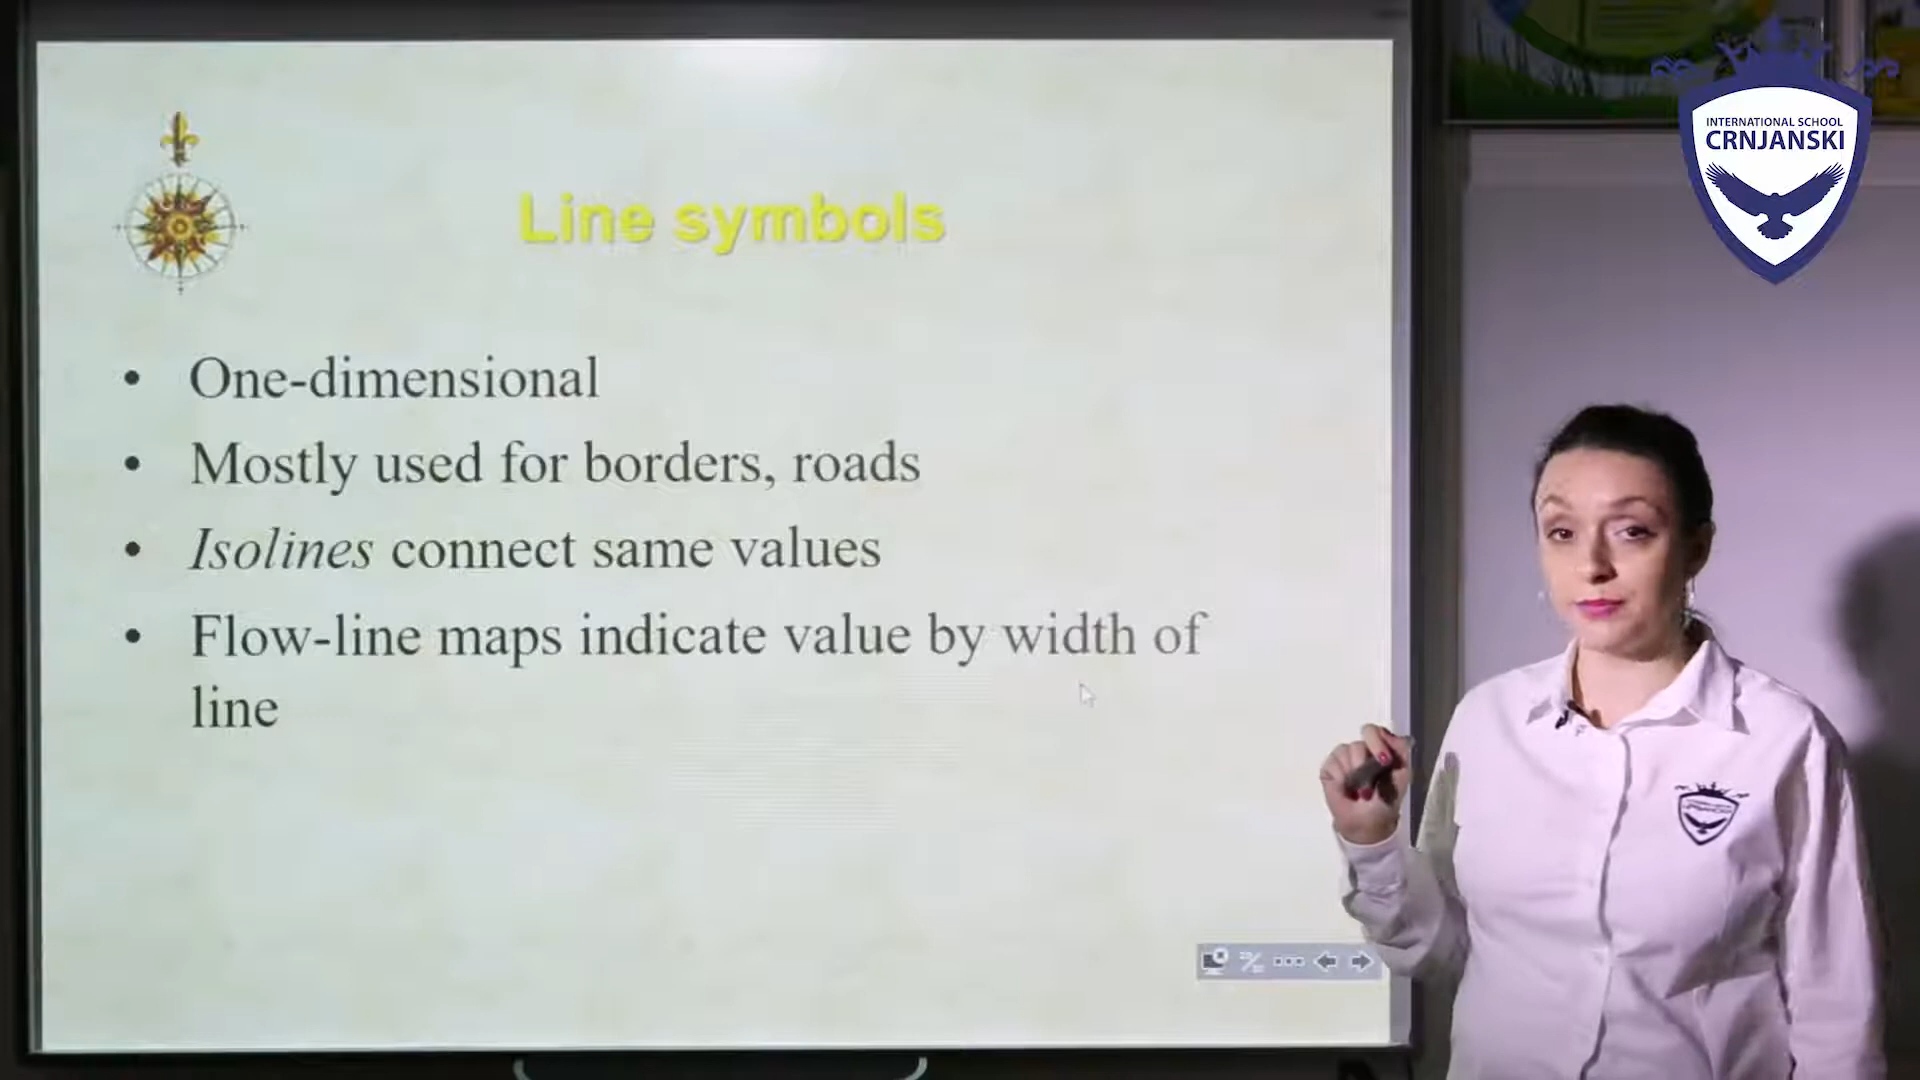 INTERNATIONAL SCHOOL
CRNJANSKI
Line symbols
• One-dimensional
• Mostly used for borders, roads
• Isolines connect same values
• Flow-line maps indicate value by width of
line